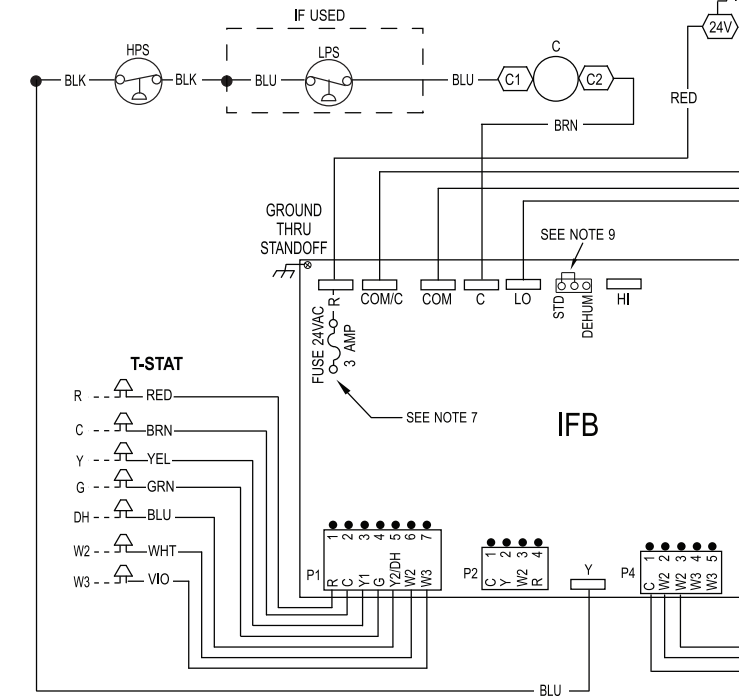 IF USED
24V
HPS
LPS
C
BLK
BLK
BLU
BLU
C1
C2
RED
BRN
GROUND
THRU
STANDOFF
SEE NOTE 9
R
COM/C
COM
C
LO
STD
DEHUM
HI
FUSE 24VAC
3 AMP
SEE NOTE 7
IFB
T-STAT
R RED
C BRN
Y YEL
G GRN
DH BLU
W2 WHT
W3 VIO
P1
1 2 3 4 5 6 7
R C Y1 G Y2/DH W2 W3
P2
1 2 3 4
C Y W2 R
Y
P4
1 2 3 4 5
C W2 W2 W3 W3
BLU